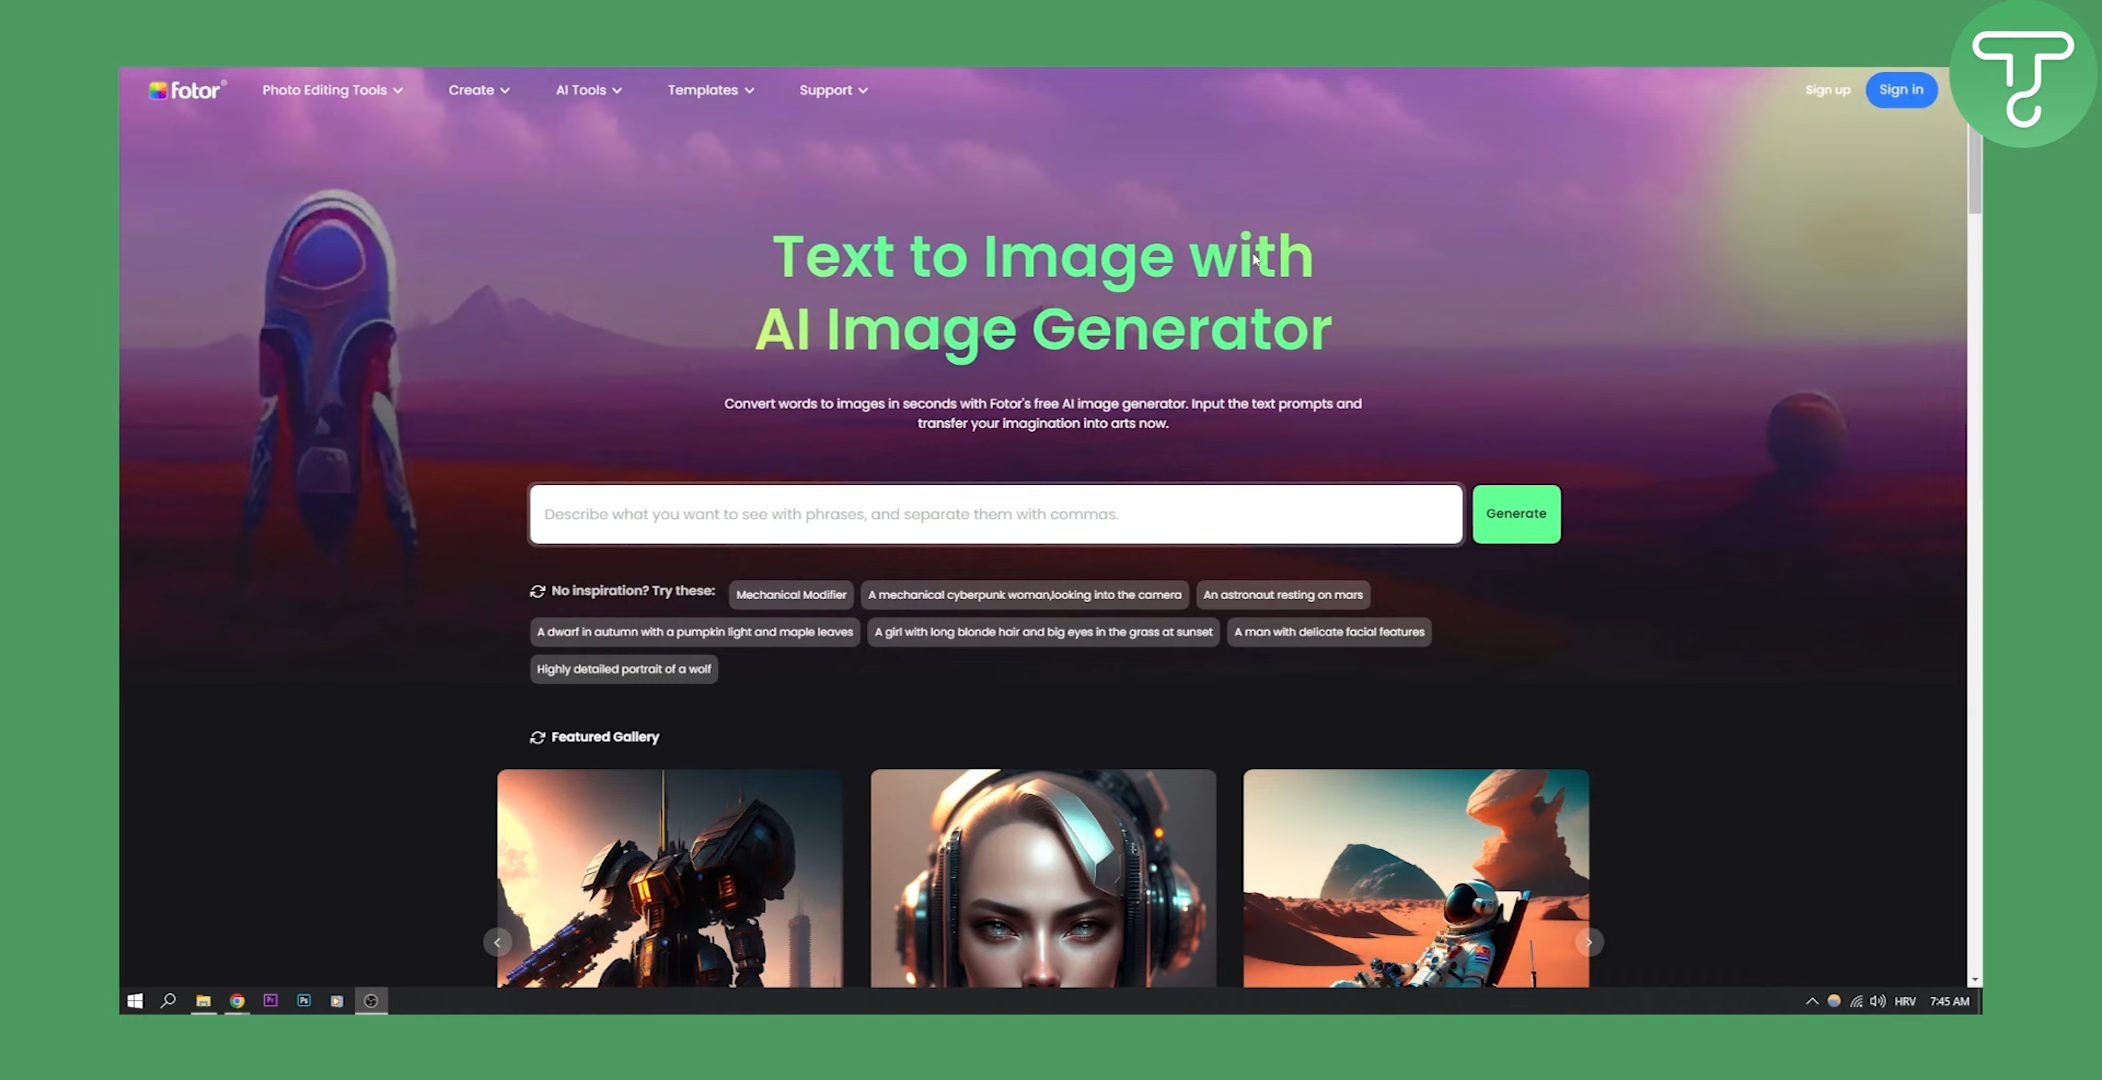 fotor®
Photo Editing Tools
Create
AI Tools
Templates
Support
Sign up
Sign in
Text to Image with
AI Image Generator
Convert words to images in seconds with Fotor's free AI image generator. Input the text prompts and
transfer your imagination into arts now.
Describe what you want to see with phrases, and separate them with commas.
Generate
No inspiration? Try these:
Mechanical Modifier
A mechanical cyberpunk woman,looking into the camera
An astronaut resting on mars
A dwarf in autumn with a pumpkin light and maple leaves
A girl with long blonde hair and big eyes in the grass at sunset
A man with delicate facial features
Highly detailed portrait of a wolf
Featured Gallery
Pr
Ps
HRV
7:45 AM